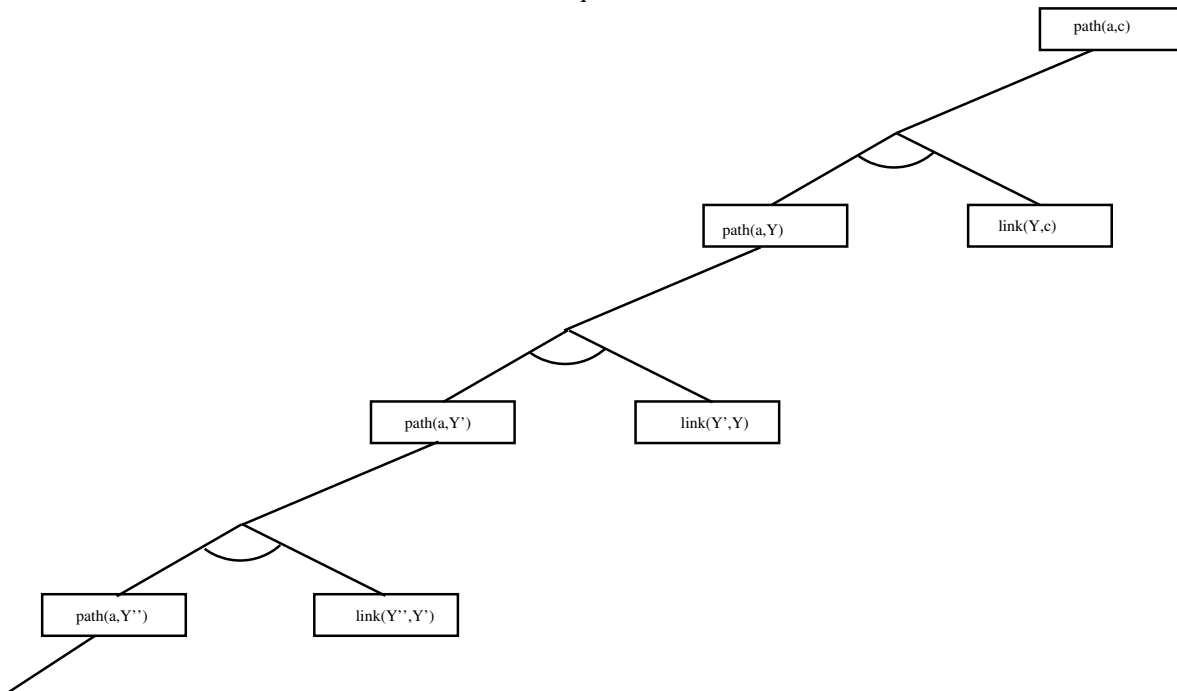 path(a,c)
path(a,Y)
link(Y,c)
path(a,Y’)
link(Y’,Y)
path(a,Y’’)
link(Y’’,Y’)